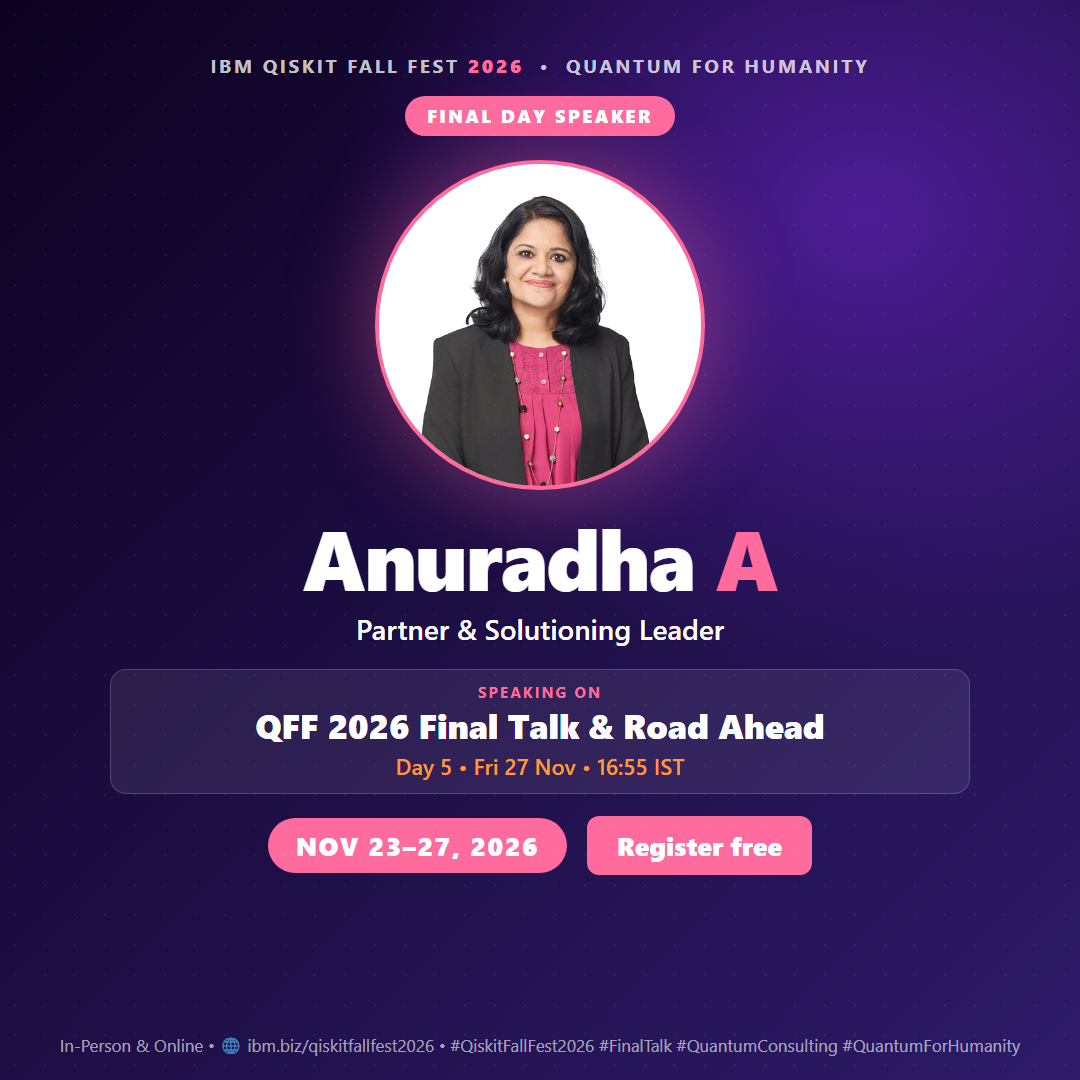 IBM QISKIT FALL FEST 2026 • QUANTUM FOR HUMANITY
FINAL DAY SPEAKER
Anuradha A
Partner & Solutioning Leader
SPEAKING ON
QFF 2026 Final Talk & Road Ahead
Day 5 • Fri 27 Nov • 16:55 IST
NOV 23–27, 2026
Register free
In-Person & Online • 🌐 ibm.biz/qiskitfallfest2026 • #QiskitFallFest2026 #FinalTalk #QuantumConsulting #QuantumForHumanity